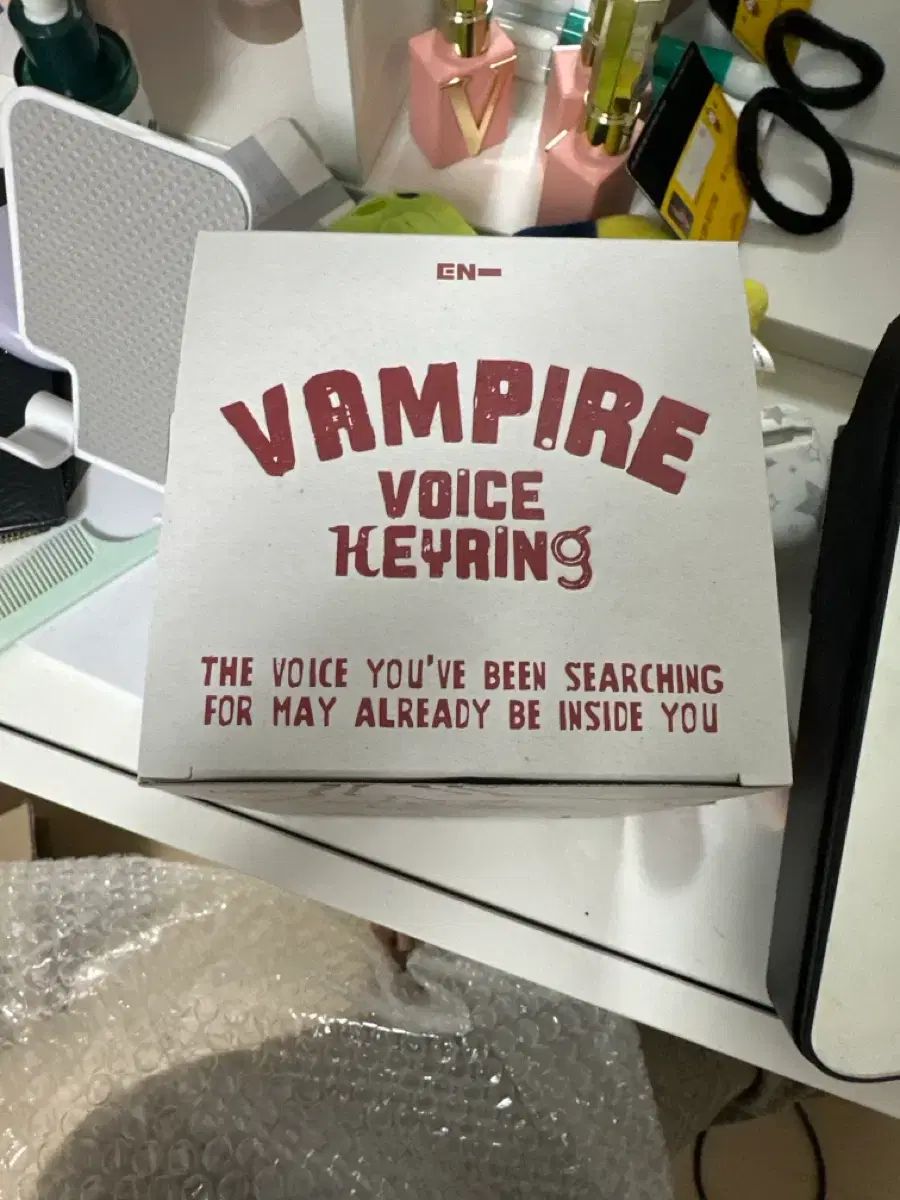 V
EN-
VAMPIRE
VOICE
KEYRING
THE VOICE YOU'VE BEEN SEARCHING
FOR MAY ALREADY BE INSIDE YOU